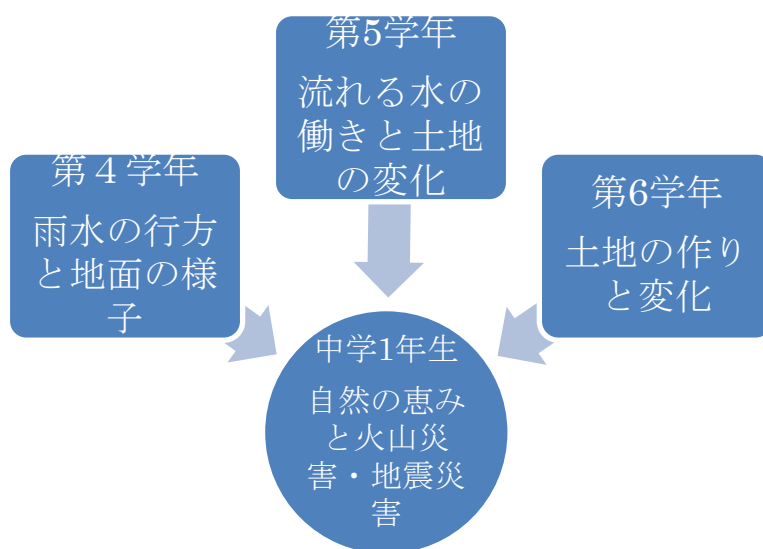 第４学年
雨水の行方
と地面の様
子
第5学年
流れる水の
働きと土地
の変化
第6学年
土地の作り
と変化
中学1年生
自然の恵み
と火山災
害・地震災
害